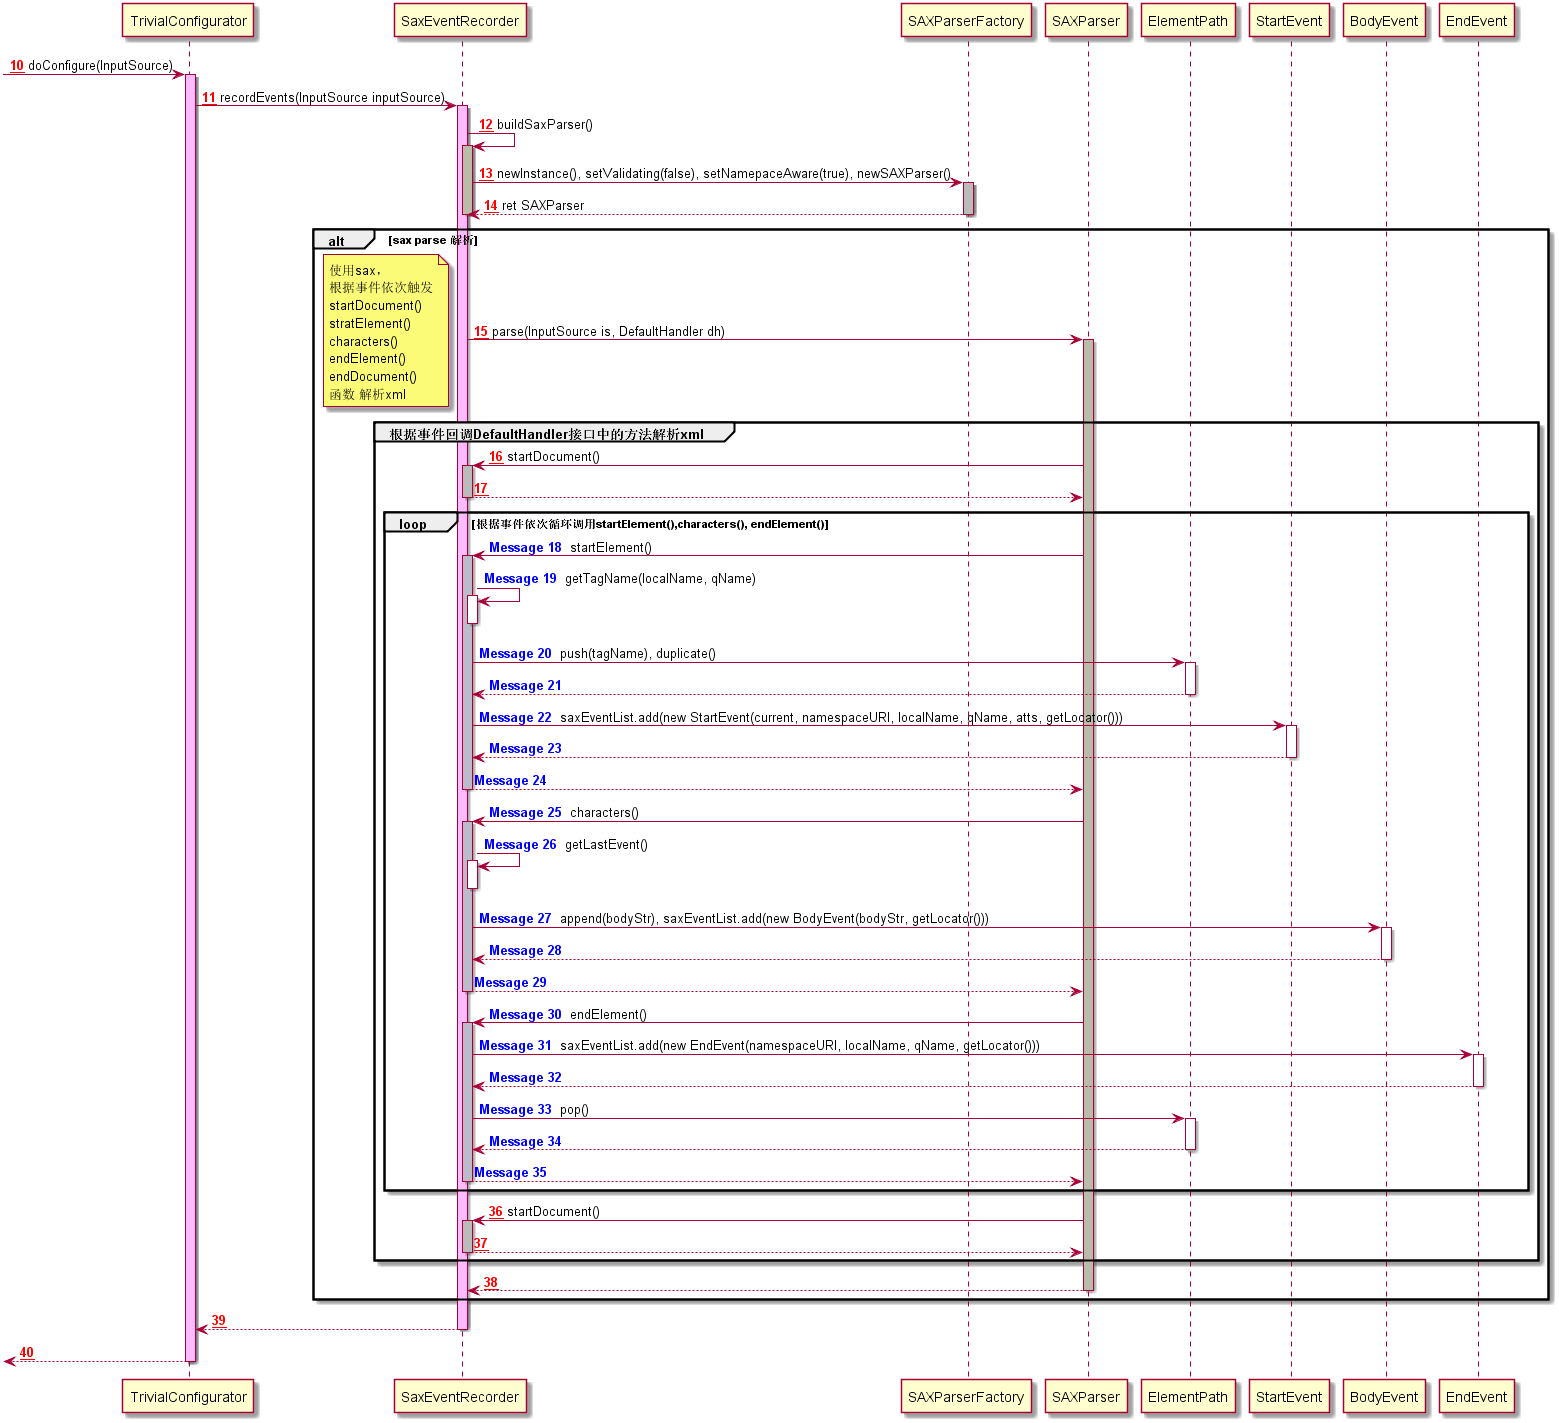 TrivialConfigurator SaxEventRecorder SAXParserFactory SAXParser ElementPath StartEvent BodyEvent EndEvent
10 doConfigure(InputSource)
11 recordEvents(InputSource inputSource)
12 buildSaxParser()
13 newInstance(), setValidating(false), setNamepaceAware(true), newSAXParser()
14 ret SAXParser
alt [sax parse 解析]
使用sax，
根据事件依次触发
startDocument()
stratElement()
characters()
endElement()
endDocument()
函数 解析xml
15 parse(InputSource is, DefaultHandler dh)
根据事件回调DefaultHandler接口中的方法解析xml
16 startDocument()
17
loop [根据事件依次循环调用startElement(),characters(), endElement()]
Message 18 startElement()
Message 19 getTagName(localName, qName)
Message 20 push(tagName), duplicate()
Message 21
Message 22 saxEventList.add(new StartEvent(current, namespaceURI, localName, qName, atts, getLocator()))
Message 23
Message 24
Message 25 characters()
Message 26 getLastEvent()
Message 27 append(bodyStr), saxEventList.add(new BodyEvent(bodyStr, getLocator()))
Message 28
Message 29
Message 30 endElement()
Message 31 saxEventList.add(new EndEvent(namespaceURI, localName, qName, getLocator()))
Message 32
Message 33 pop()
Message 34
Message 35
36 startDocument()
37
38
39
40
TrivialConfigurator SaxEventRecorder SAXParserFactory SAXParser ElementPath StartEvent BodyEvent EndEvent